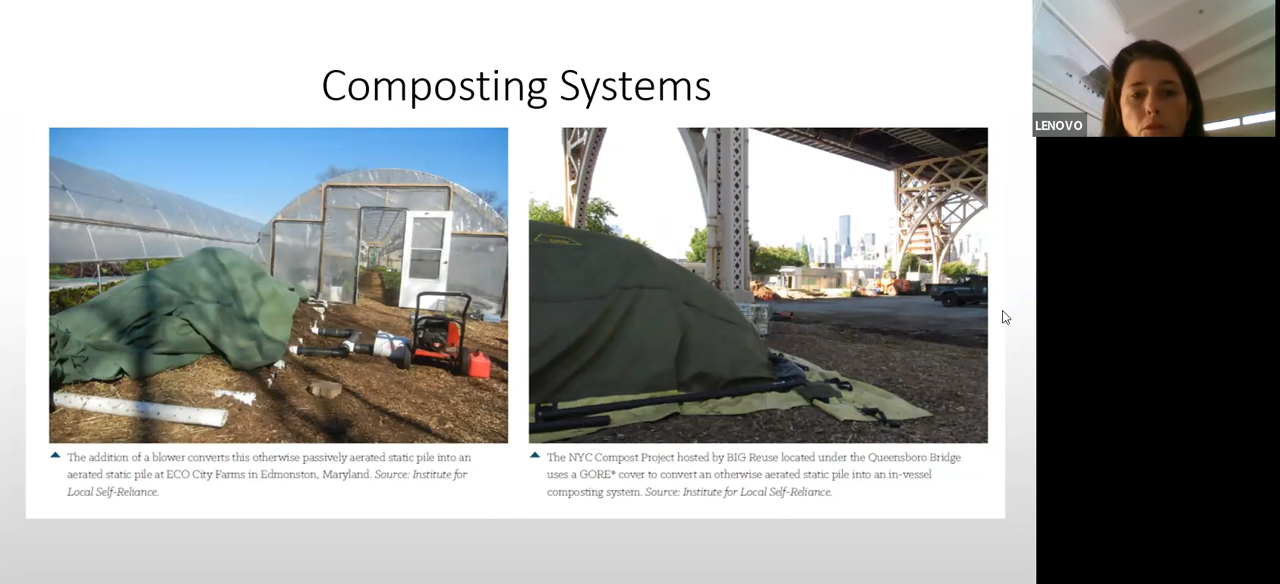 Composting Systems
LENOVO
The addition of a blower converts this otherwise passively aerated static pile into an
aerated static pile at ECO City Farms in Edmonston, Maryland. Source: Institute for
Local Self-Reliance.
The NYC Compost Project hosted by BIG Reuse located under the Queensboro Bridge
uses a GORE® cover to convert an otherwise aerated static pile into an in-vessel
composting system. Source: Institute for Local Self-Reliance.